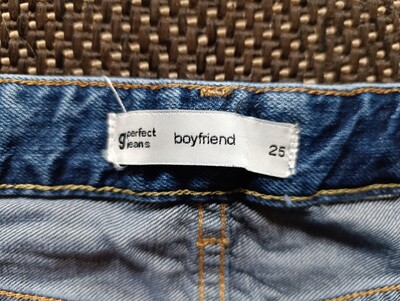 g perfect jeans
boyfriend
25